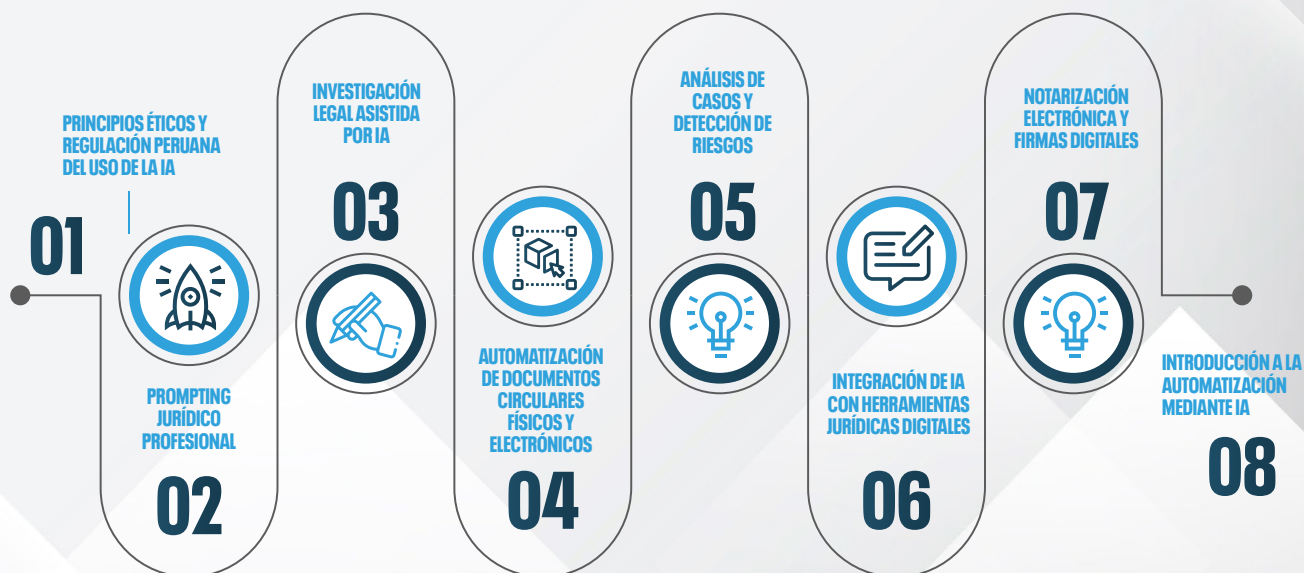 01
PRINCIPIOS ÉTICOS Y
REGULACIÓN PERUANA
DEL USO DE LA IA
PROMPTING
JURÍDICO
PROFESIONAL
02
INVESTIGACIÓN
LEGAL ASISTIDA
POR IA
03
AUTOMATIZACIÓN
DE DOCUMENTOS
CIRCULARES
FÍSICOS Y
ELECTRÓNICOS
04
ANÁLISIS DE
CASOS Y
DETECCIÓN DE
RIESGOS
05
INTEGRACIÓN DE IA
CON HERRAMIENTAS
JURÍDICAS DIGITALES
06
NOTARIZACIÓN
ELECTRÓNICA Y
FIRMAS DIGITALES
07
INTRODUCCIÓN A LA
AUTOMATIZACIÓN
MEDIANTE IA
08